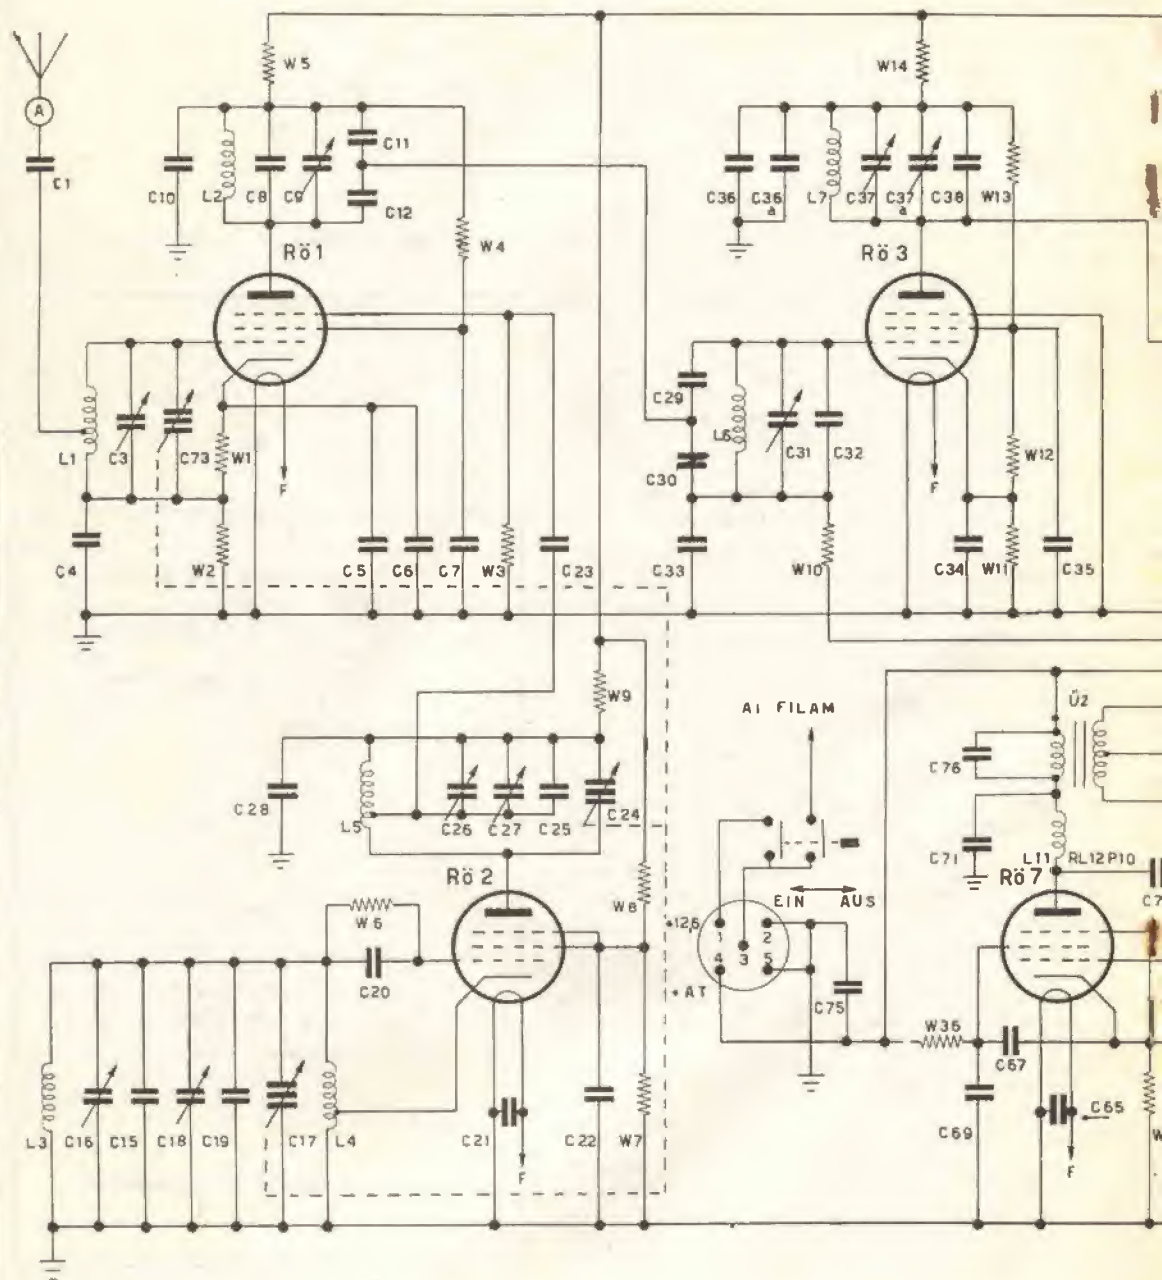 W5
W14
A
C1
C11
C10
L2
C8
C9
C12
C36
C36 a
L7
C37
C37 a
C38
W13
W4
Rö1
Rö3
C29
L6
L1
C3
C73
W1
C31
C32
W12
C30
F
F
C4
W2
C5
C6
C7
W3
C23
C33
W10
C34
W11
C35
W9
A1 FILAM
Ü2
C76
C28
L5
C26
C27
C25
C24
C71
L11
RL12P10
Rö2
Rö7
W6
W8
EIN AUS
+12,6
1 2
4 3 5
+AT
C20
C75
W36
C67
L3
C16
C15
C18
C19
C17
L4
C21
C22
W7
C69
C65
F
F